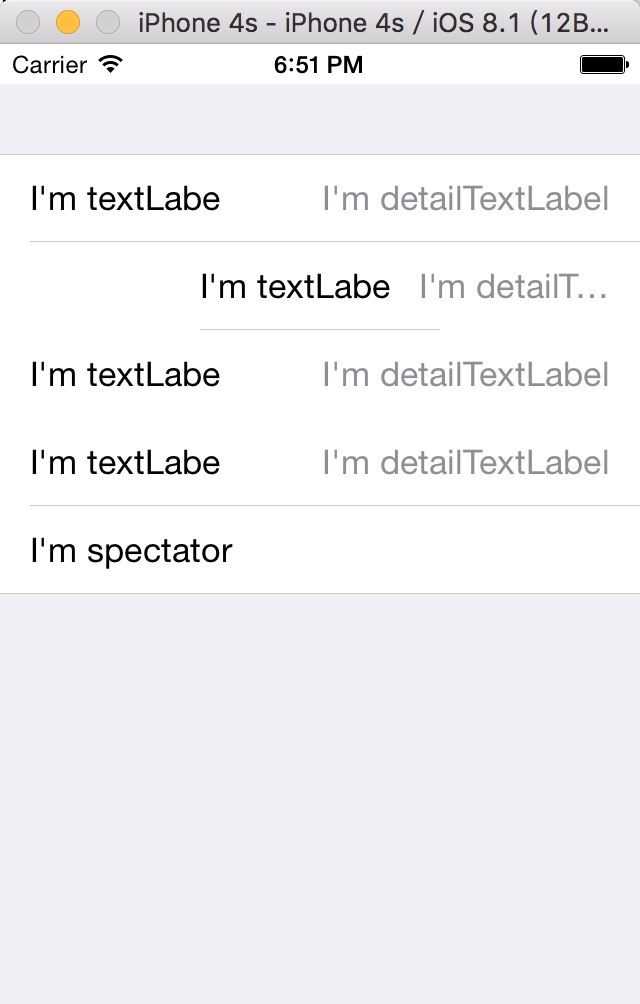 iPhone 4s - iPhone 4s / iOS 8.1 (12B...
Carrier 6:51 PM
I'm textLabe I'm detailTextLabel
I'm textLabe I'm detailT...
I'm textLabe I'm detailTextLabel
I'm textLabe I'm detailTextLabel
I'm spectator